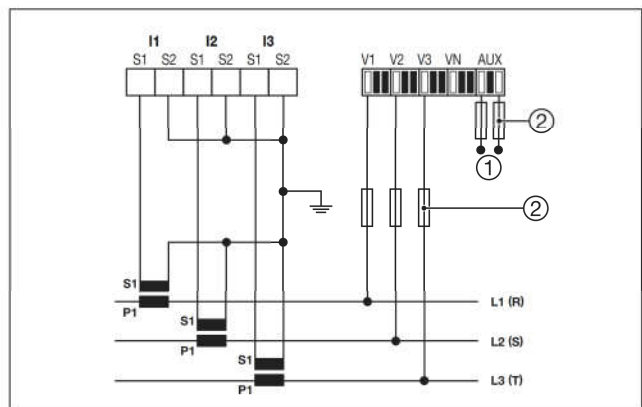 I1 I2 I3
S1 S2 S1 S2 S1 S2
V1 V2 V3 VN AUX
2
1
2
S1
P1
L1 (R)
S1
P1
L2 (S)
S1
P1
L3 (T)